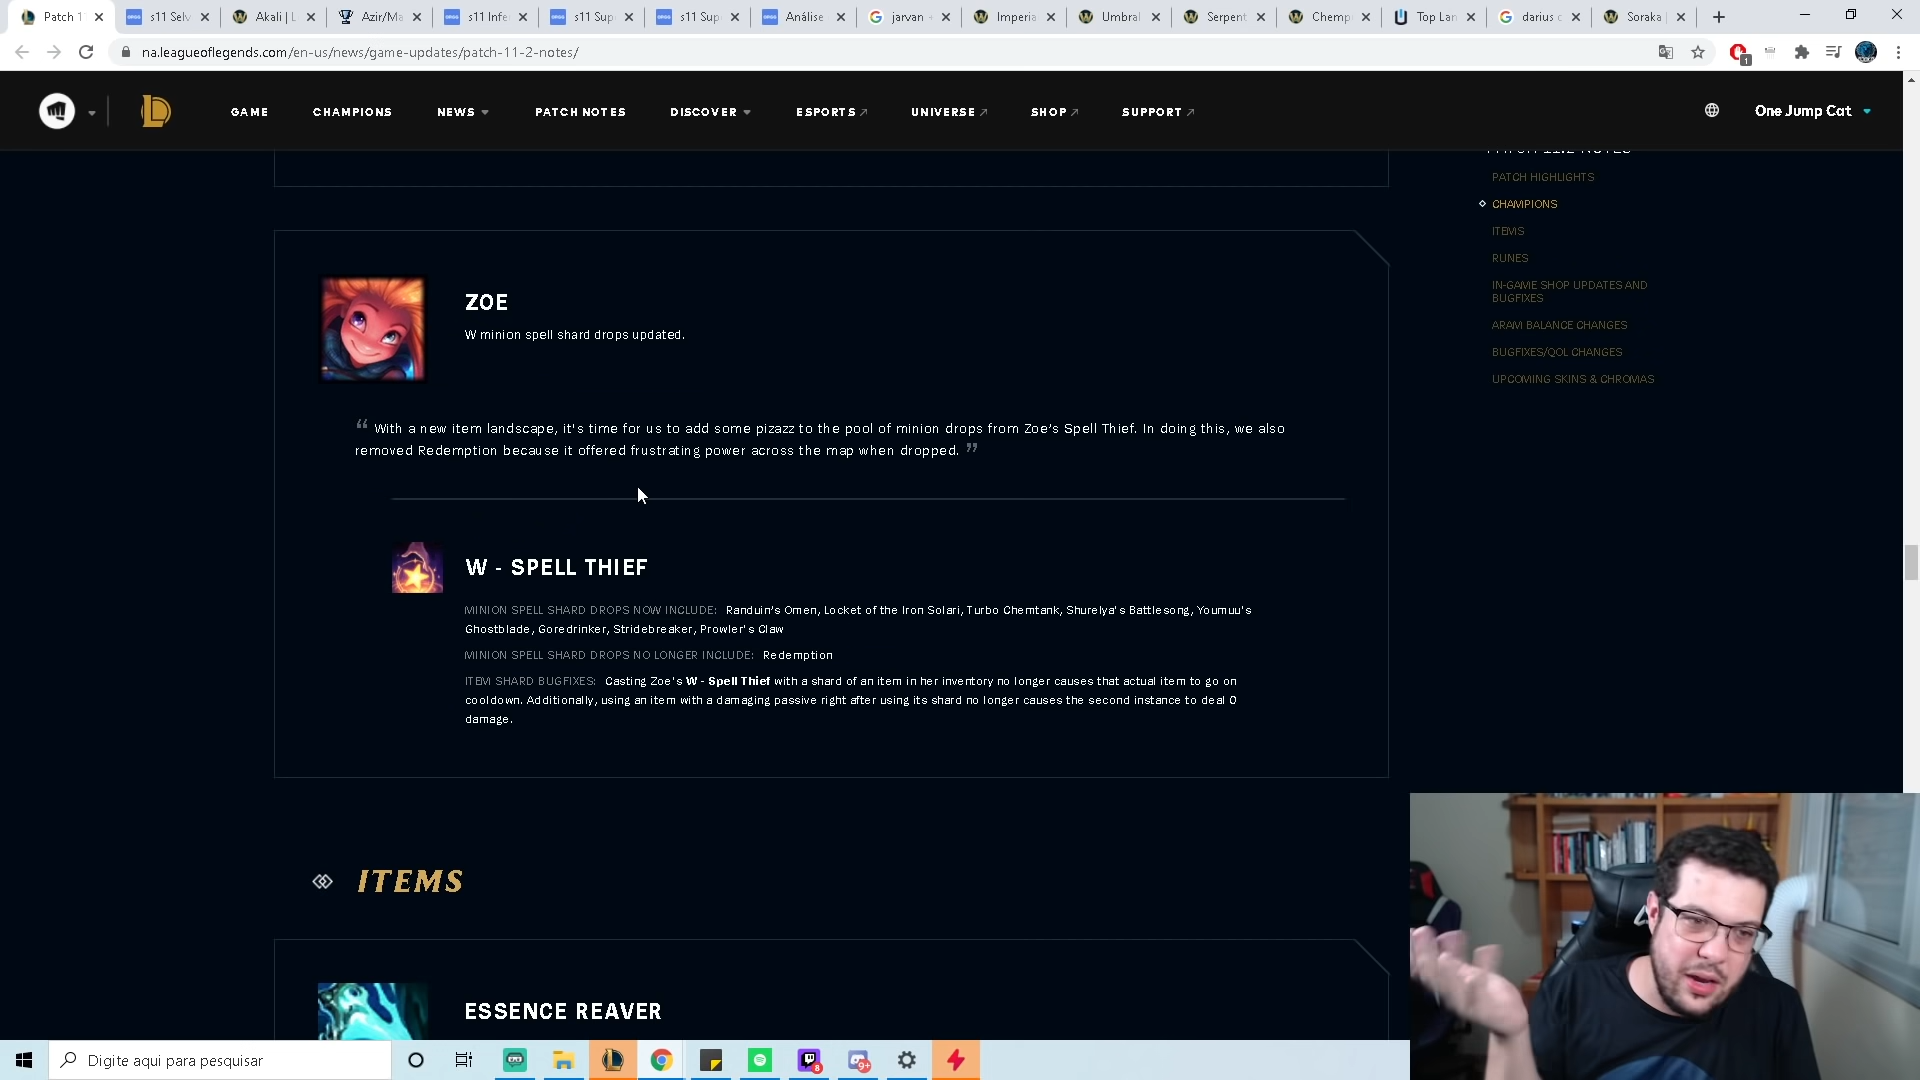 Patch 1
s11 Selv
Akali | L
Azir/Ma
s11 Infe
s11 Sup
s11 Sup
Análise
jarvan
Imperia
Umbral
Serpent
Chemp
Top Lan
darius c
Soraka
na.leagueoflegends.com/en-us/news/game-updates/patch-11-2-notes/
1
GAME
CHAMPIONS
NEWS
PATCH NOTES
DISCOVER
ESPORTS
UNIVERSE
SHOP
SUPPORT
One Jump Cat
PATCH 11.2 NOTES
PATCH HIGHLIGHTS
CHAMPIONS
ITEMS
RUNES
IN-GAME SHOP UPDATES AND
BUGFIXES
ARAM BALANCE CHANGES
BUGFIXES/QOL CHANGES
UPCOMING SKINS & CHROMAS
ZOE
W minion spell shard drops updated.
“ With a new item landscape, it's time for us to add some pizazz to the pool of minion drops from Zoe’s Spell Thief. In doing this, we also
removed Redemption because it offered frustrating power across the map when dropped. ”
W - SPELL THIEF
MINION SPELL SHARD DROPS NOW INCLUDE: Randuin’s Omen, Locket of the Iron Solari, Turbo Chemtank, Shurelya's Battlesong, Youmuu's
Ghostblade, Goredrinker, Stridebreaker, Prowler's Claw
MINION SPELL SHARD DROPS NO LONGER INCLUDE: Redemption
ITEM SHARD BUGFIXES: Casting Zoe's W - Spell Thief with a shard of an item in her inventory no longer causes that actual item to go on
cooldown. Additionally, using an item with a damaging passive right after using its shard no longer causes the second instance to deal 0
damage.
ITEMS
ESSENCE REAVER
Digite aqui para pesquisar
8
9+